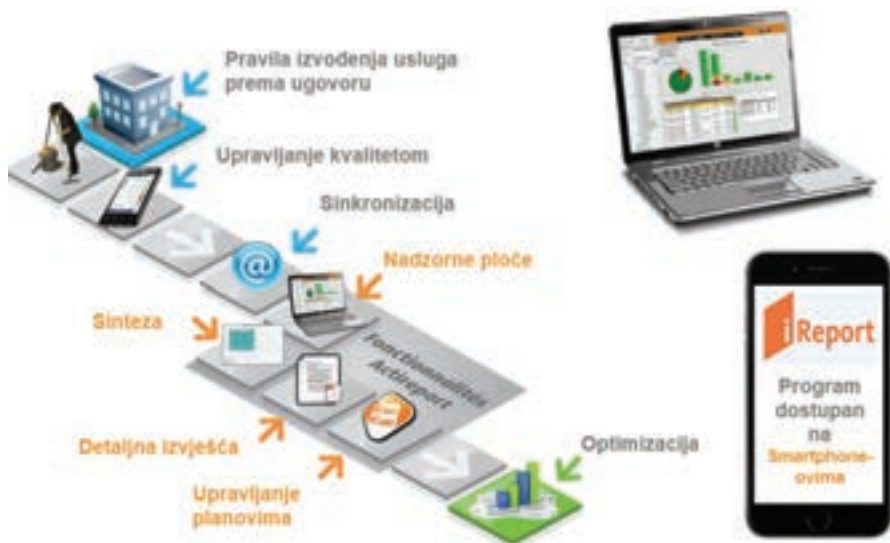 Pravila izvođenja usluga
prema ugovoru
Upravljanje kvalitetom
Sinkronizacija
Nadzorne ploče
Sinteza
Fonctionnalités
Actireport
Detaljna izvješća
Upravljanje
planovima
Optimizacija
iReport
Program
dostupan
na
Smartphone-
ovima